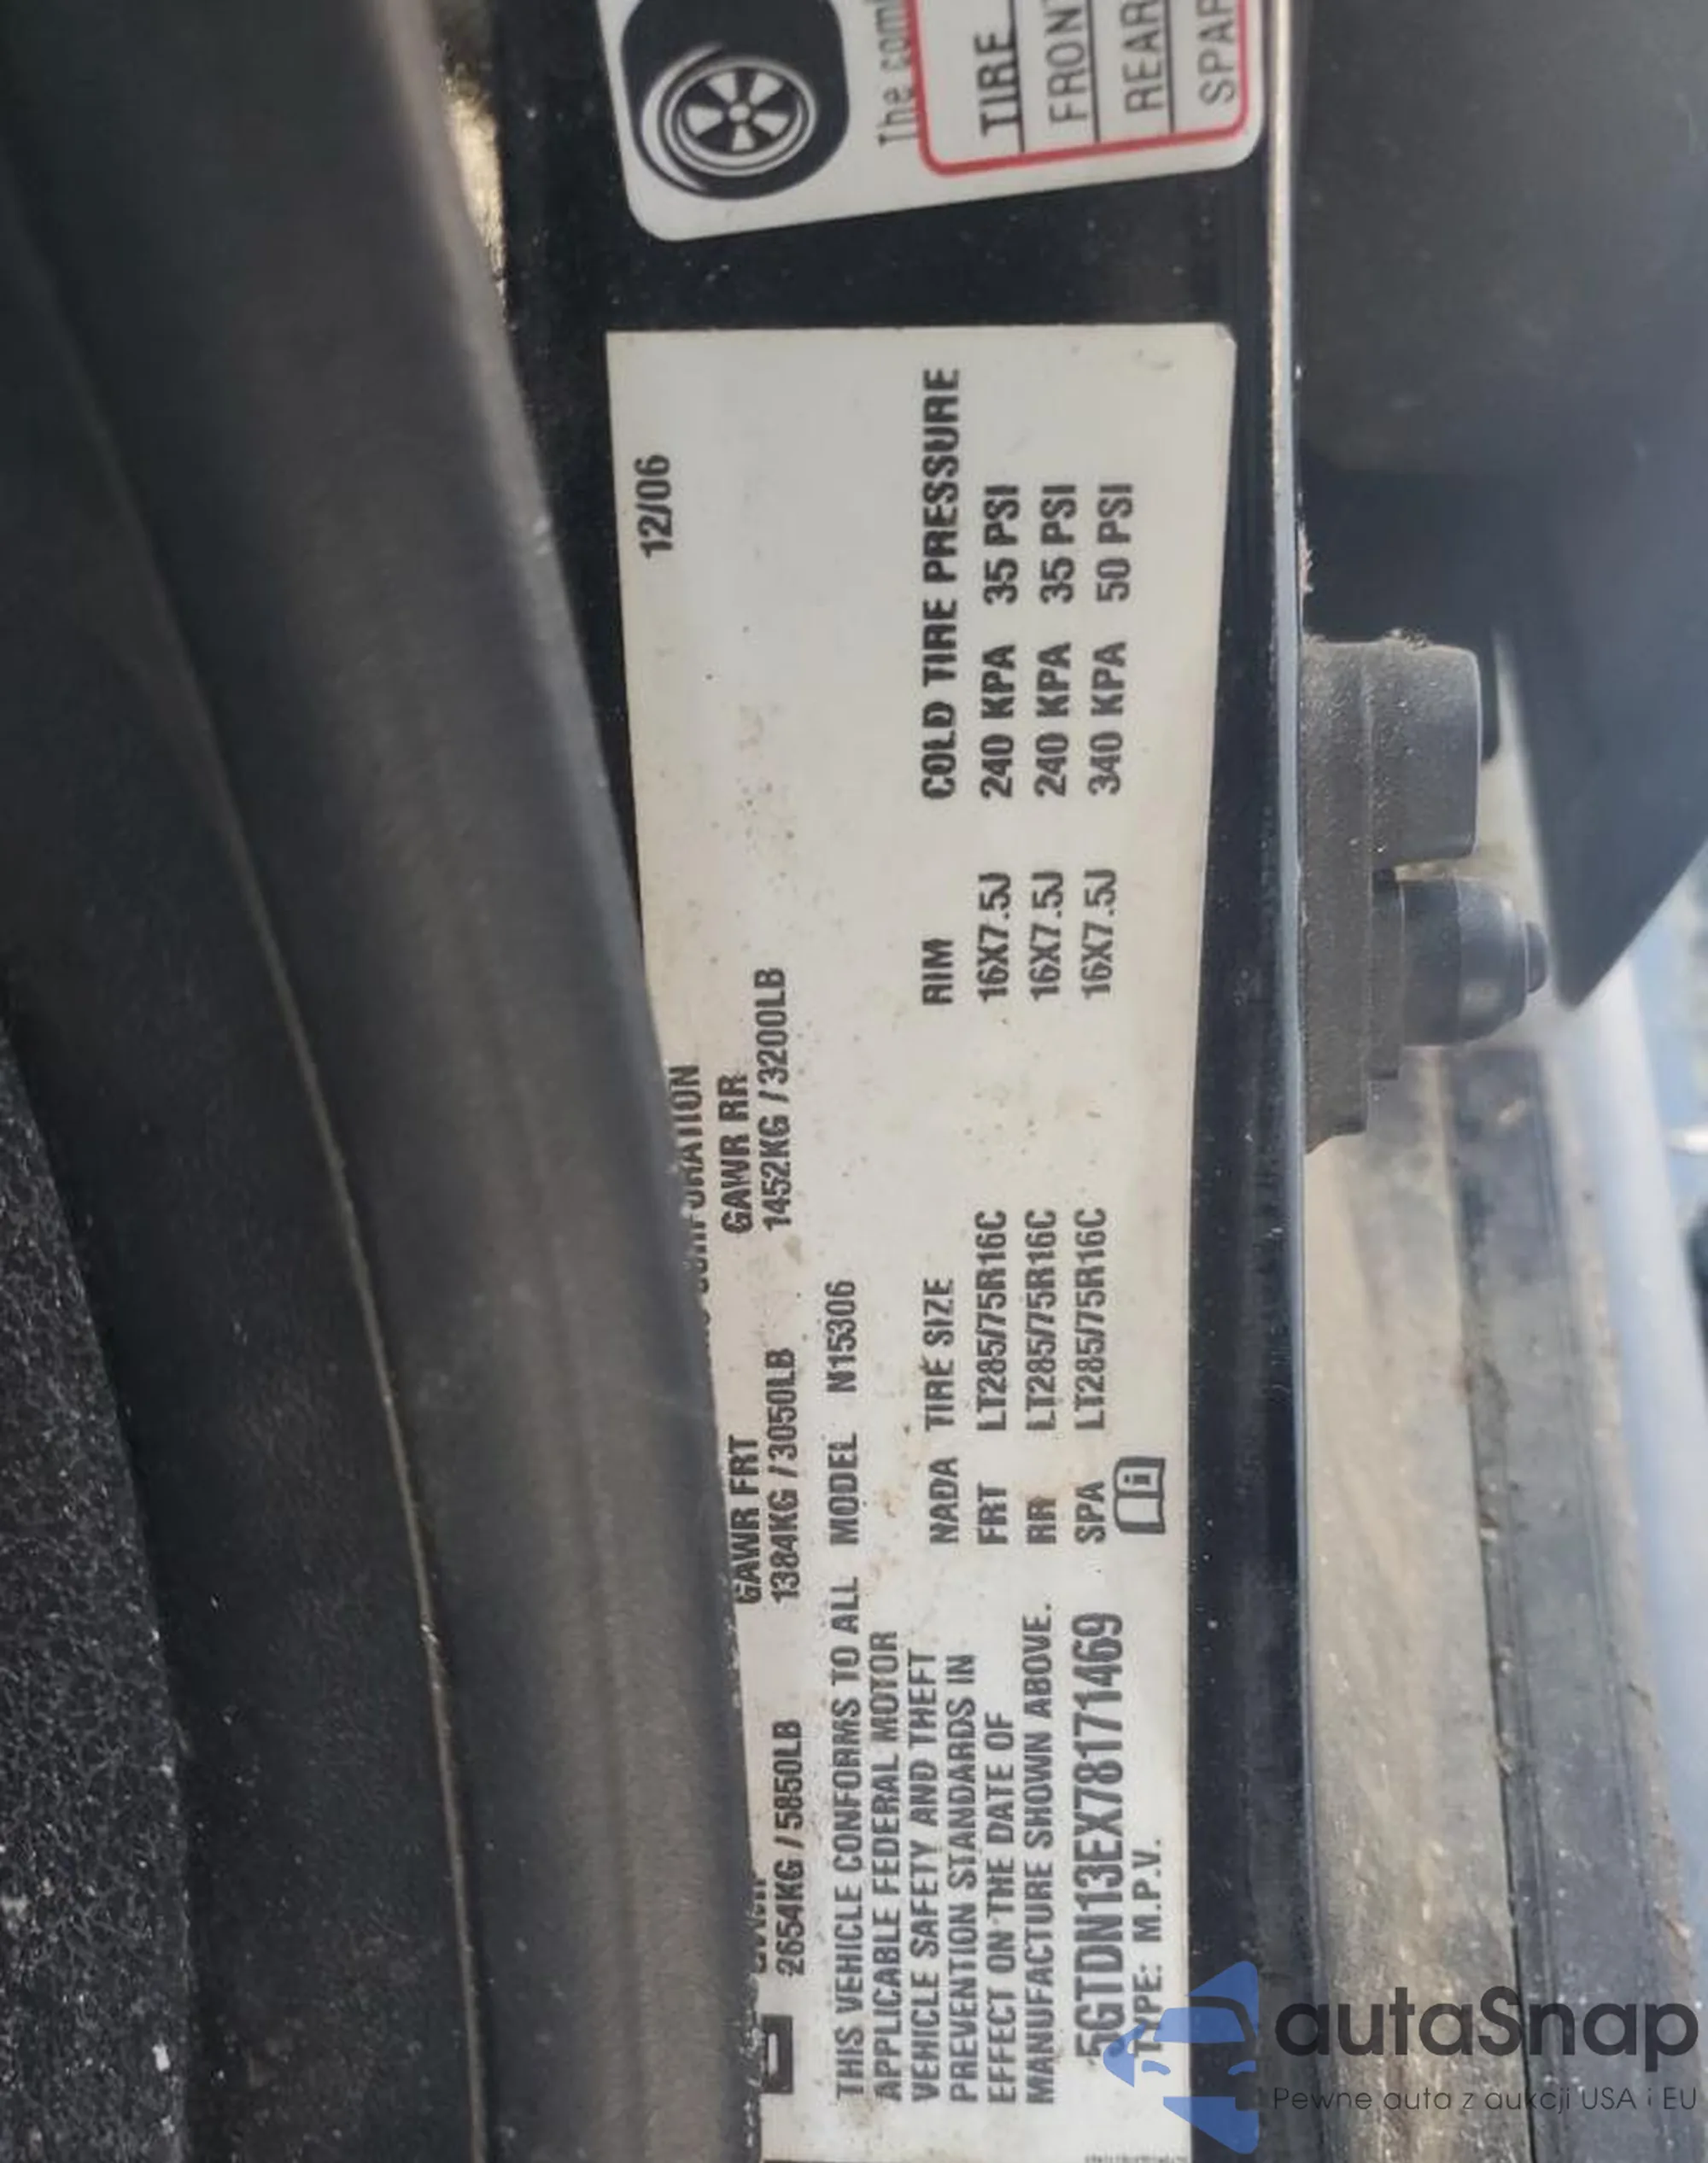 12/06
GAWR FRT GAWR RR
2654KG / 5850LB 1384KG / 3050LB 1452KG / 3200LB
THIS VEHICLE CONFORMS TO ALL MODEL N15306
APPLICABLE FEDERAL MOTOR
VEHICLE SAFETY AND THEFT
PREVENTION STANDARDS IN
EFFECT ON THE DATE OF
MANUFACTURE SHOWN ABOVE.
5GTDN13EX78171469
TYPE: M.P.V.
NADA TIRE SIZE RIM COLD TIRE PRESSURE
FRT LT285/75R16C 16X7.5J 240 KPA 35 PSI
RR LT285/75R16C 16X7.5J 240 KPA 35 PSI
SPA LT285/75R16C 16X7.5J 340 KPA 50 PSI
The
TIRE
FRONT
REAR
autaSnap
Pewne auta z aukcji USA i EU